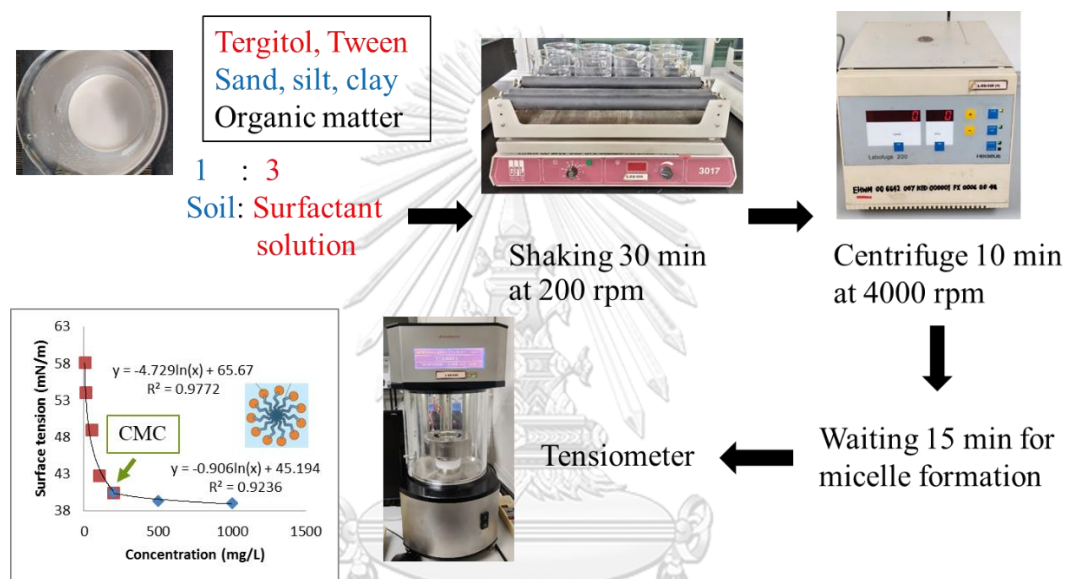 Tergitol, Tween
Sand, silt, clay
Organic matter
1 : 3
Soil: Surfactant
solution
3017
Shaking 30 min
at 200 rpm
Labofuge 200
Centrifuge 10 min
at 4000 rpm
Waiting 15 min for
micelle formation
Tensiometer
Surface tension (mN/m)
63
58
53
48
43
38
y = -4.729ln(x) + 65.67
R² = 0.9772
CMC
y = -0.906ln(x) + 45.194
R² = 0.9236
0
500
1000
1500
Concentration (mg/L)